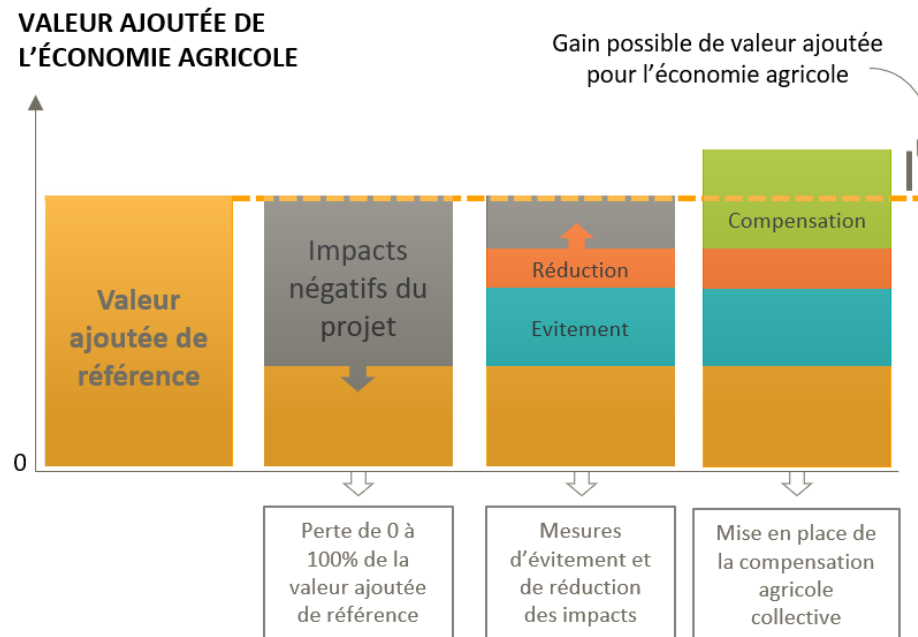 VALEUR AJOUTÉE DE
L'ÉCONOMIE AGRICOLE
Gain possible de valeur ajoutée
pour l'économie agricole
Valeur
ajoutée de
référence
Impacts
négatifs du
projet
Réduction
Evitement
Compensation
0
Perte de 0 à
100% de la
valeur ajoutée
de référence
Mesures
d'évitement et
de réduction
des impacts
Mise en place de
la compensation
agricole
collective